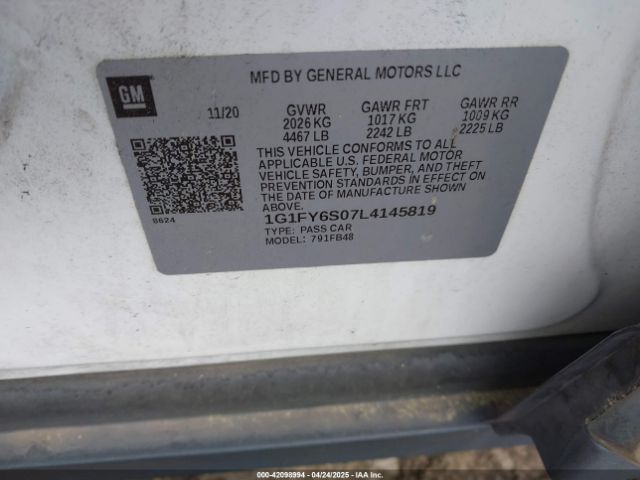 GM
MFD BY GENERAL MOTORS LLC
11/20 GVWR GAWR FRT GAWR RR
2026 KG 1017 KG 1009 KG
4467 LB 2242 LB 2225 LB
THIS VEHICLE CONFORMS TO ALL
APPLICABLE U.S. FEDERAL MOTOR
VEHICLE SAFETY, BUMPER, AND THEFT
PREVENTION STANDARDS IN EFFECT ON
THE DATE OF MANUFACTURE SHOWN ABOVE.
8624 1G1FY6S07L4145819
TYPE: PASS CAR
MODEL: 791FB48
000-42098994 - 04/24/2025 - IAA Inc.